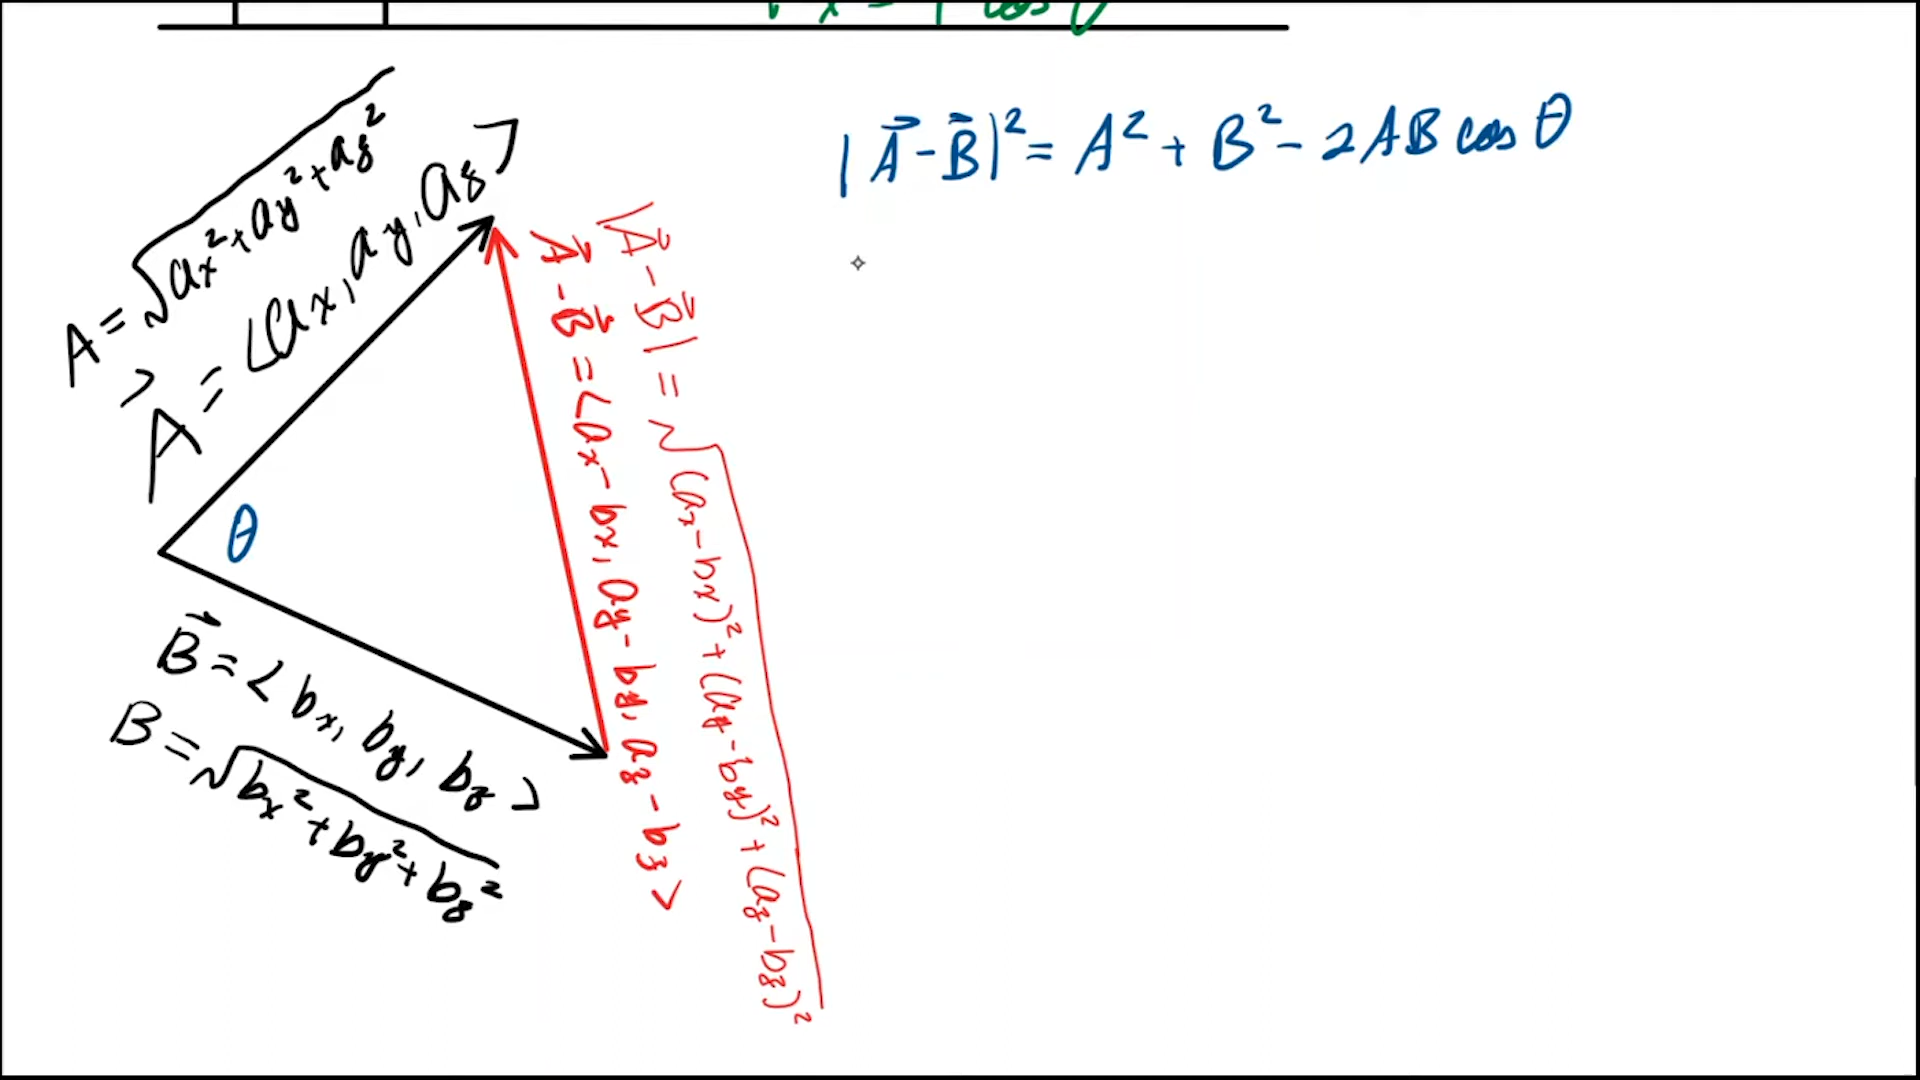 A = √(ax² + ay² + az²)
A⃗ = <ax, ay, az>
θ
B⃗ = <bx, by, bz>
B = √(bx² + by² + bz²)
A⃗ - B⃗ = <ax - bx, ay - by, az - bz>
|A⃗ - B⃗| = √((ax - bx)² + (ay - by)² + (az - bz)²)
|A⃗ - B⃗|² = A² + B² - 2AB cos θ